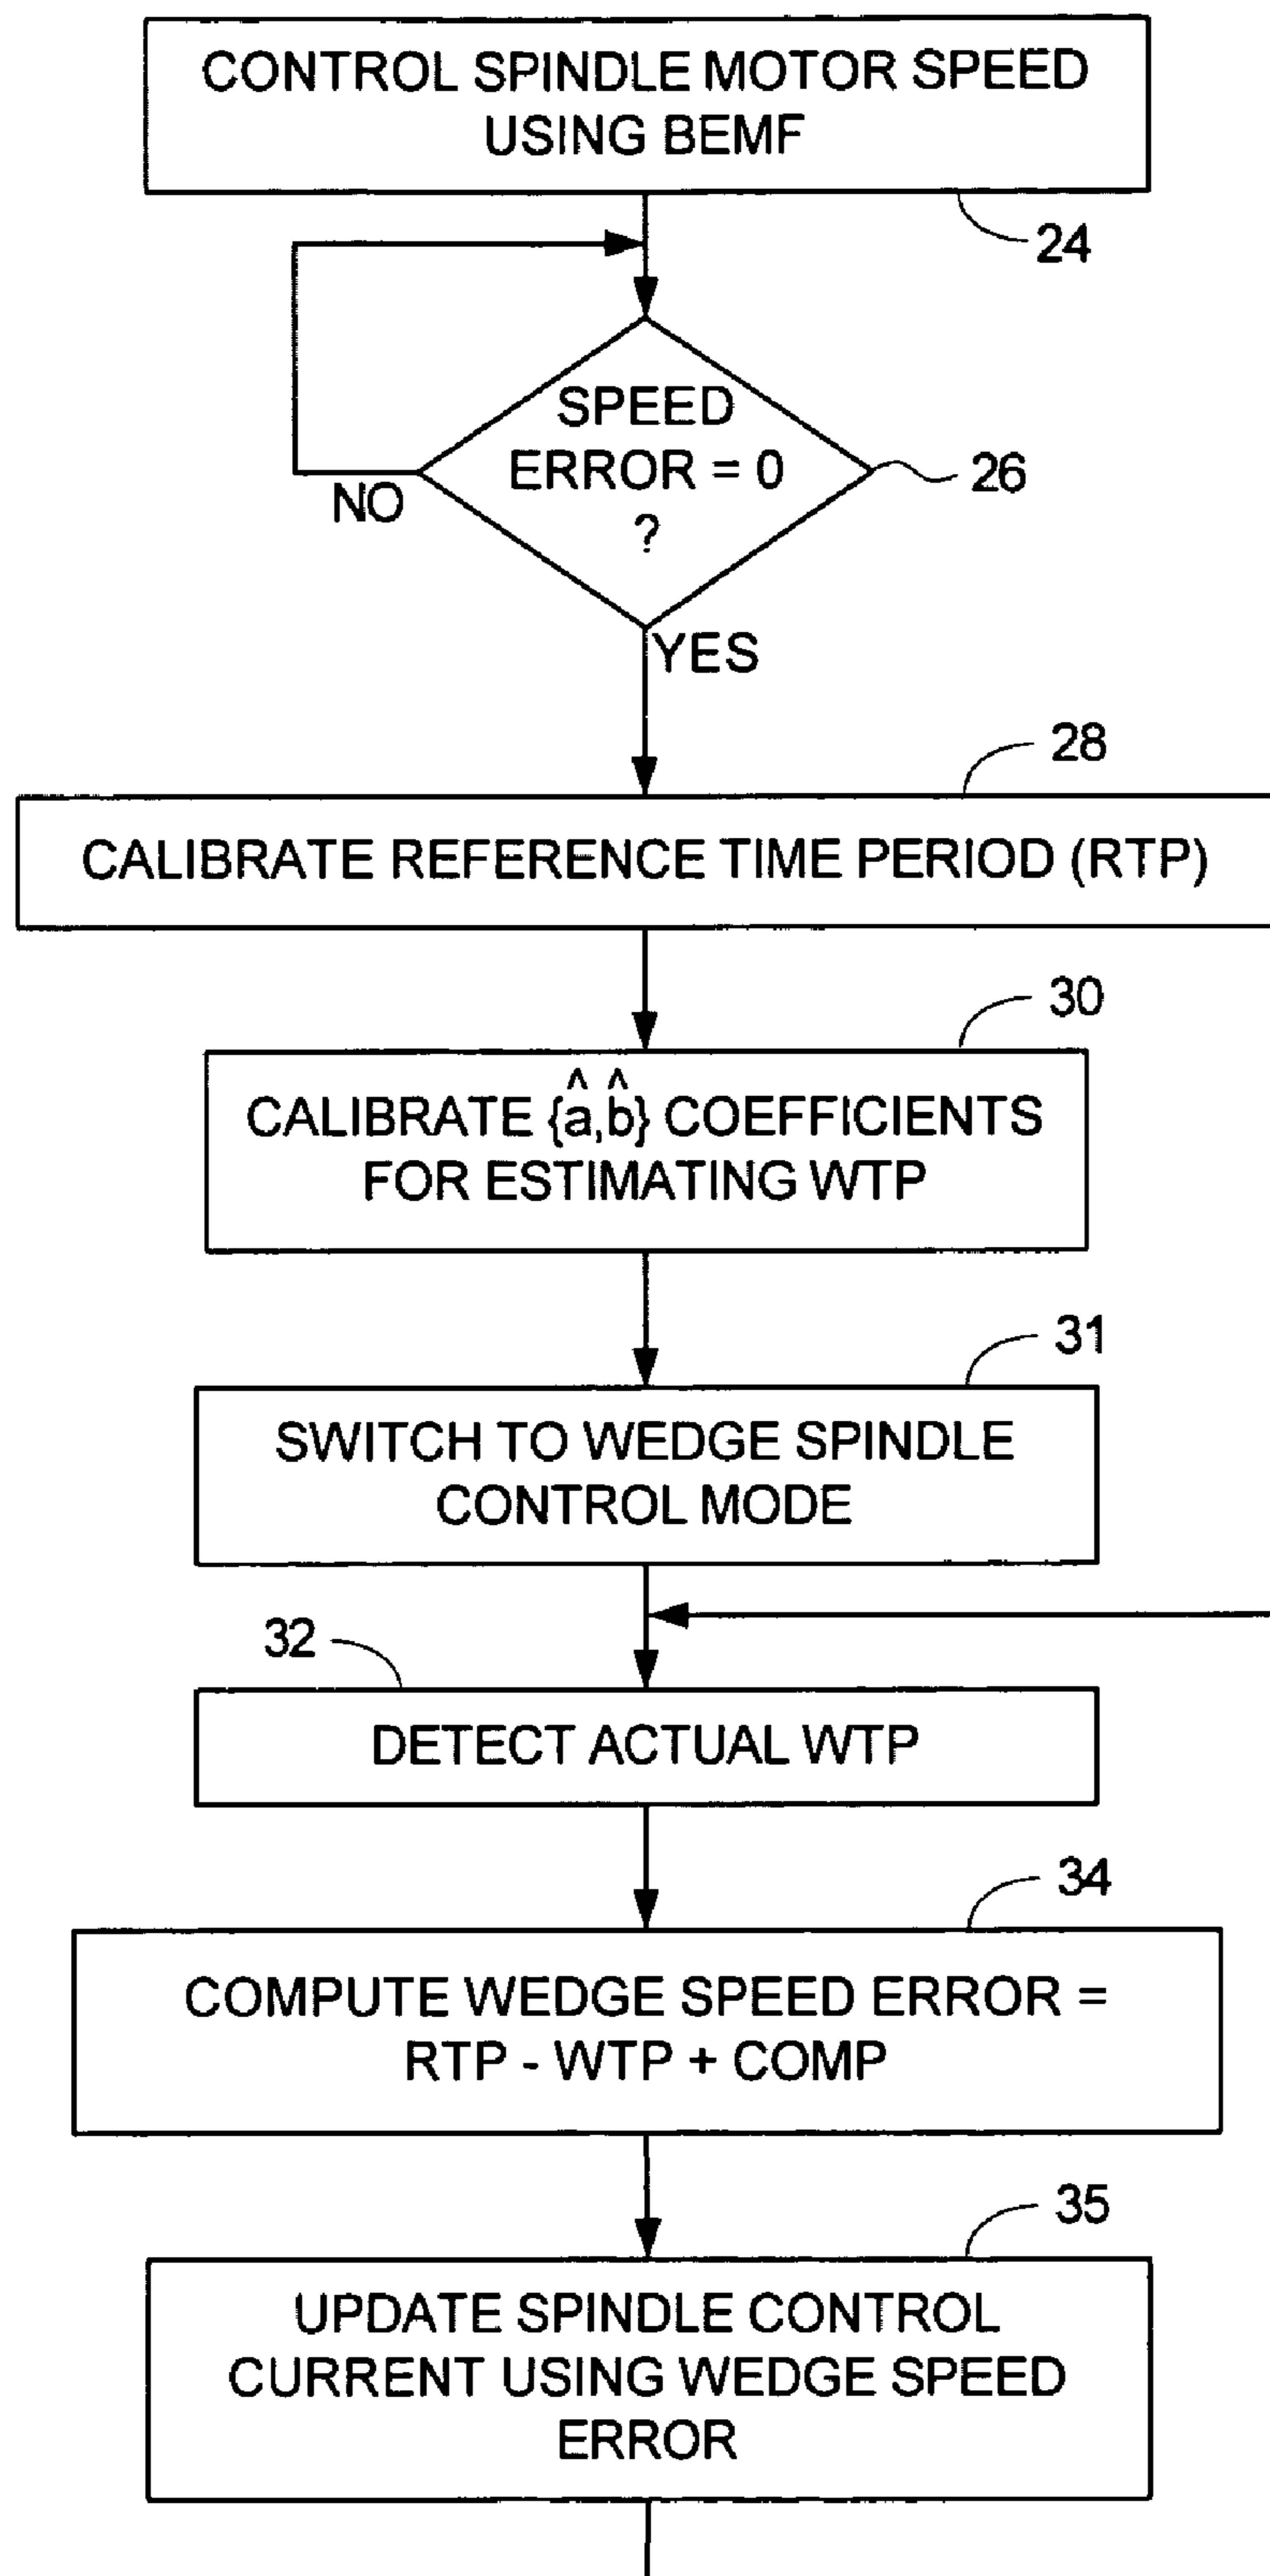 CONTROL SPINDLE MOTOR SPEED
USING BEMF
24
SPEED
ERROR = 0
?
26
NO
YES
28
CALIBRATE REFERENCE TIME PERIOD (RTP)
30
CALIBRATE {â,b̂} COEFFICIENTS
FOR ESTIMATING WTP
31
SWITCH TO WEDGE SPINDLE
CONTROL MODE
32
DETECT ACTUAL WTP
34
COMPUTE WEDGE SPEED ERROR =
RTP - WTP + COMP
35
UPDATE SPINDLE CONTROL
CURRENT USING WEDGE SPEED
ERROR